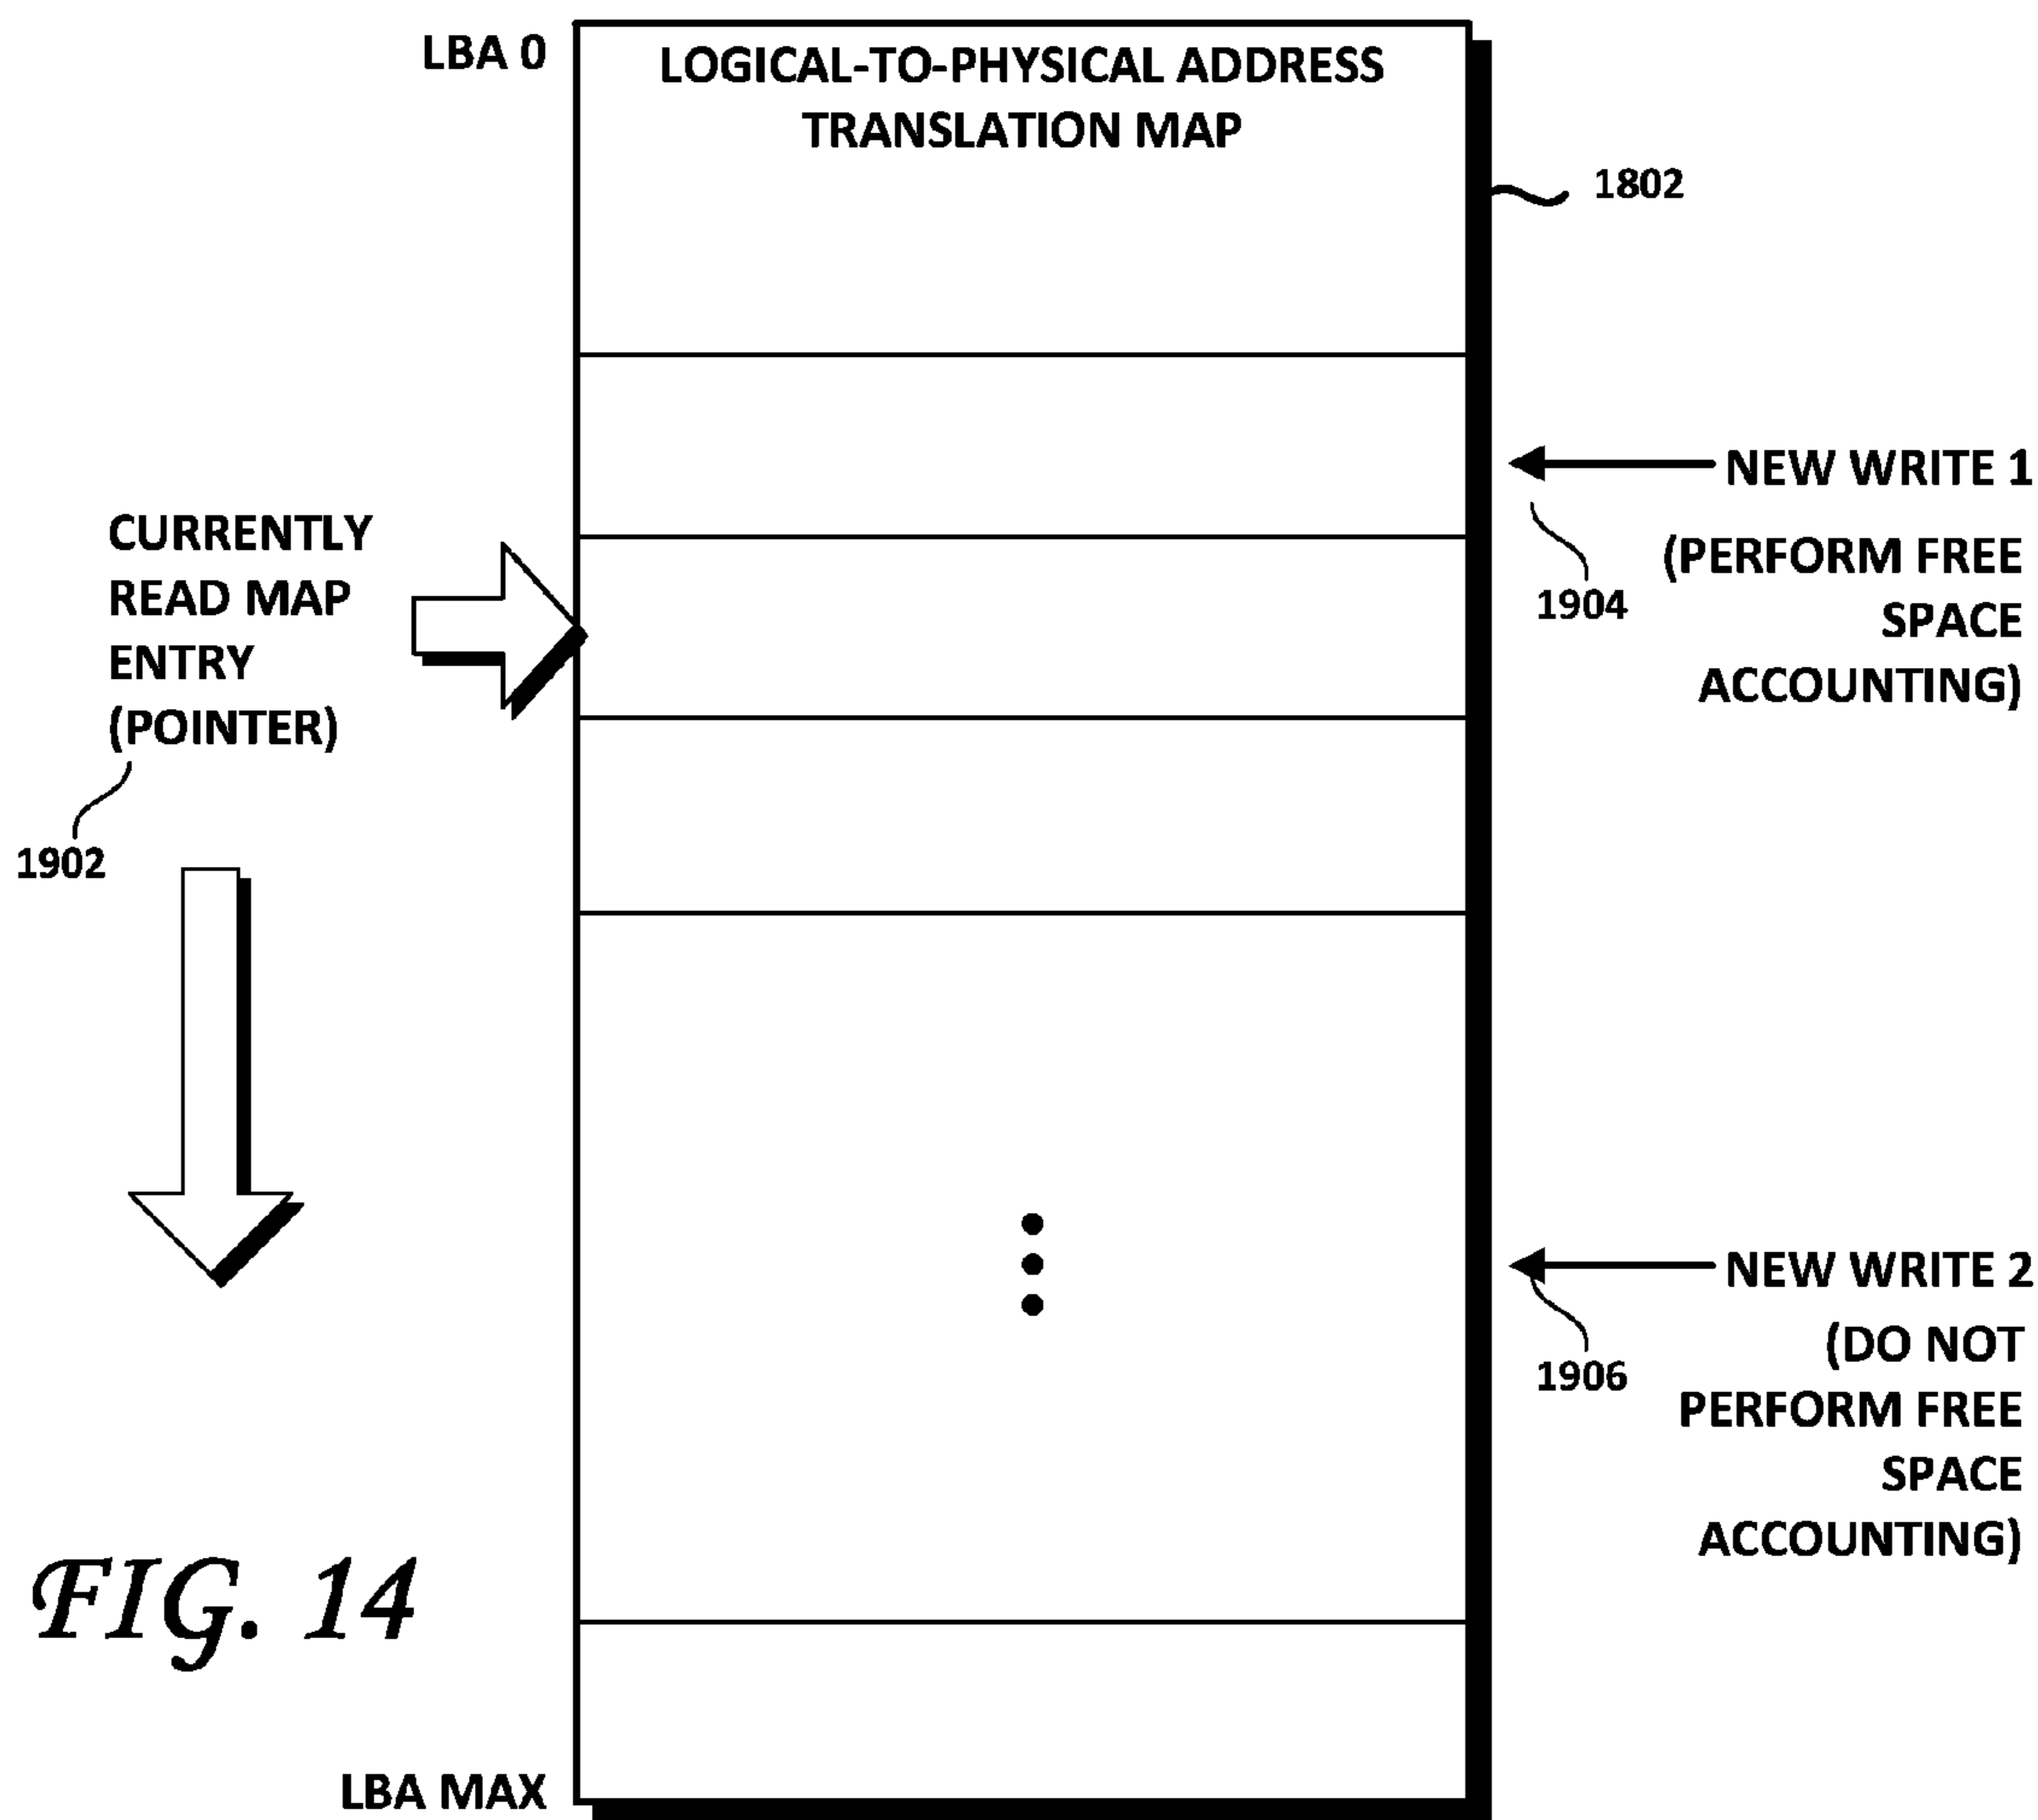 LBA 0
LOGICAL-TO-PHYSICAL ADDRESS
TRANSLATION MAP
1802
NEW WRITE 1
(PERFORM FREE
SPACE
ACCOUNTING)
1904
CURRENTLY
READ MAP
ENTRY
(POINTER)
1902
NEW WRITE 2
(DO NOT
PERFORM FREE
SPACE
ACCOUNTING)
1906
FIG. 14
LBA MAX